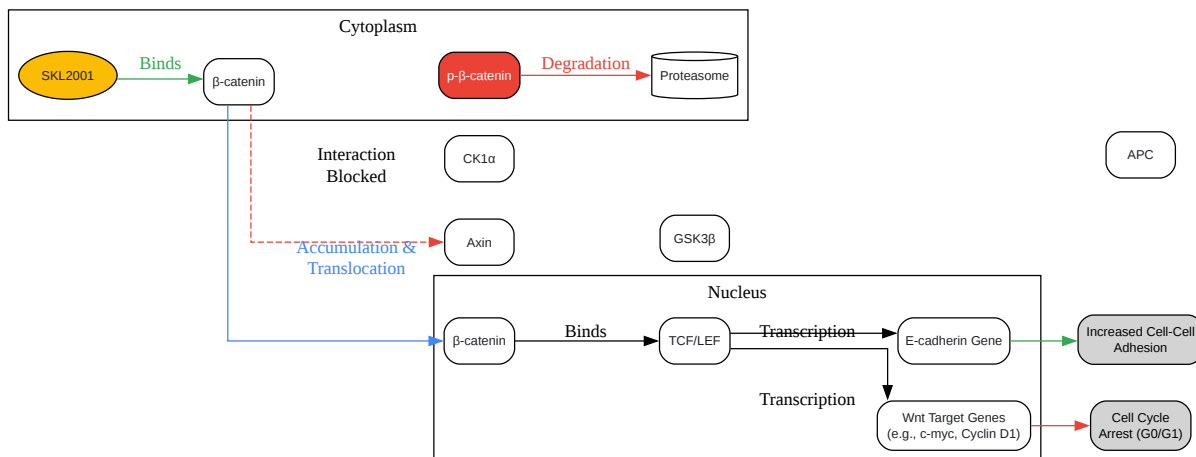 Cytoplasm
SKL2001
Binds
β-catenin
p-β-catenin
Degradation
Proteasome
Interaction
Blocked
CK1α
APC
Accumulation &
Translocation
Axin
GSK3β
Nucleus
β-catenin
Binds
TCF/LEF
Transcription
E-cadherin Gene
Increased Cell-Cell
Adhesion
Transcription
Wnt Target Genes
(e.g., c-myc, Cyclin D1)
Cell Cycle
Arrest (G0/G1)